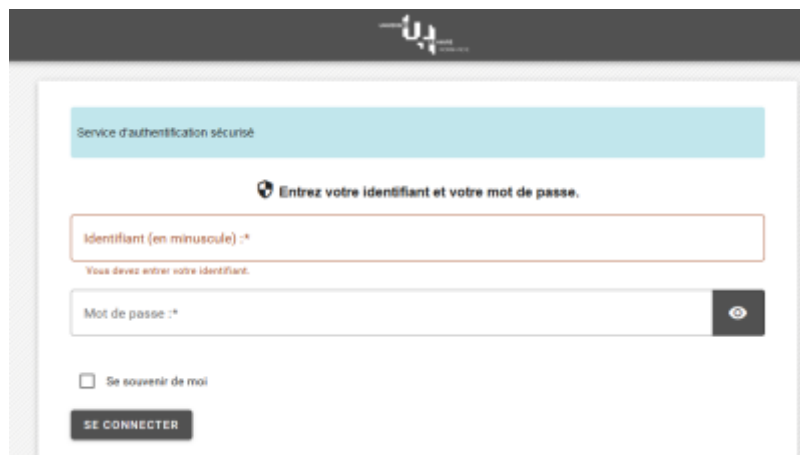 Service d'authentification sécurisé
Entrez votre identifiant et votre mot de passe.
Identifiant (en minuscule) :*
Vous devez entrer votre identifiant.
Mot de passe :*
Se souvenir de moi
SE CONNECTER